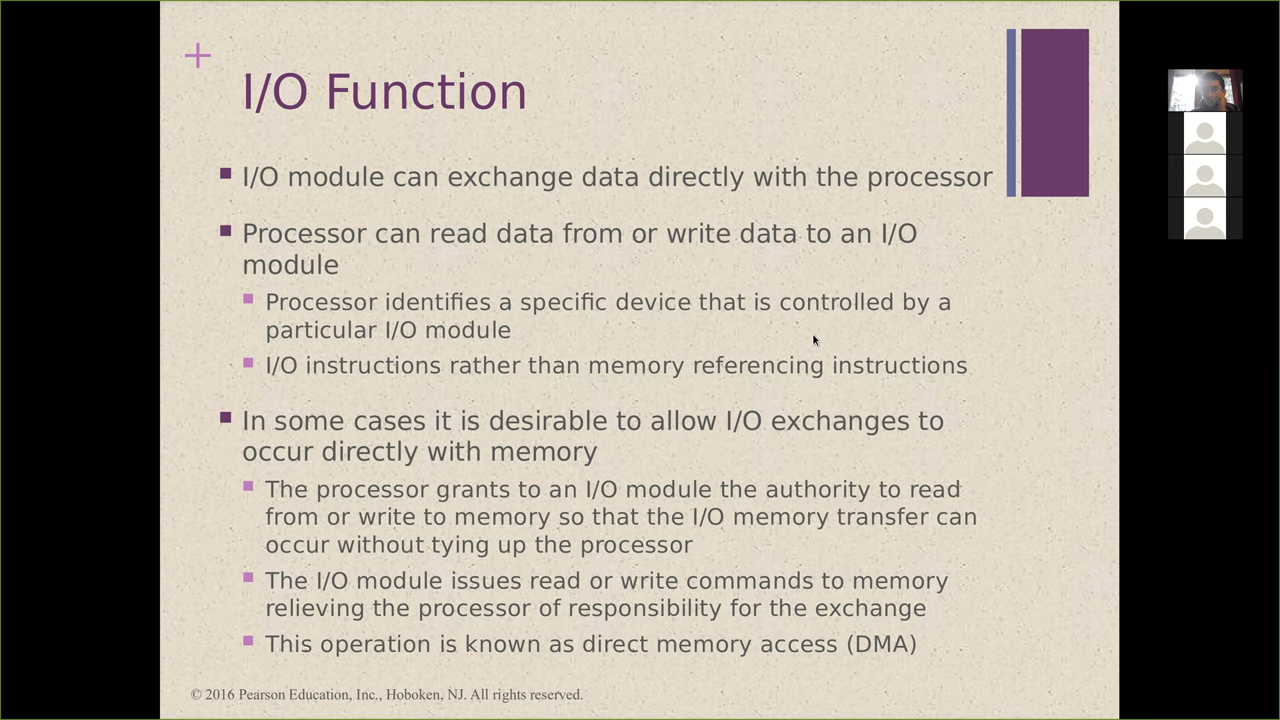 +
I/O Function
I/O module can exchange data directly with the processor
Processor can read data from or write data to an I/O
module
Processor identifies a specific device that is controlled by a
particular I/O module
I/O instructions rather than memory referencing instructions
In some cases it is desirable to allow I/O exchanges to
occur directly with memory
The processor grants to an I/O module the authority to read
from or write to memory so that the I/O memory transfer can
occur without tying up the processor
The I/O module issues read or write commands to memory
relieving the processor of responsibility for the exchange
This operation is known as direct memory access (DMA)
© 2016 Pearson Education, Inc., Hoboken, NJ. All rights reserved.